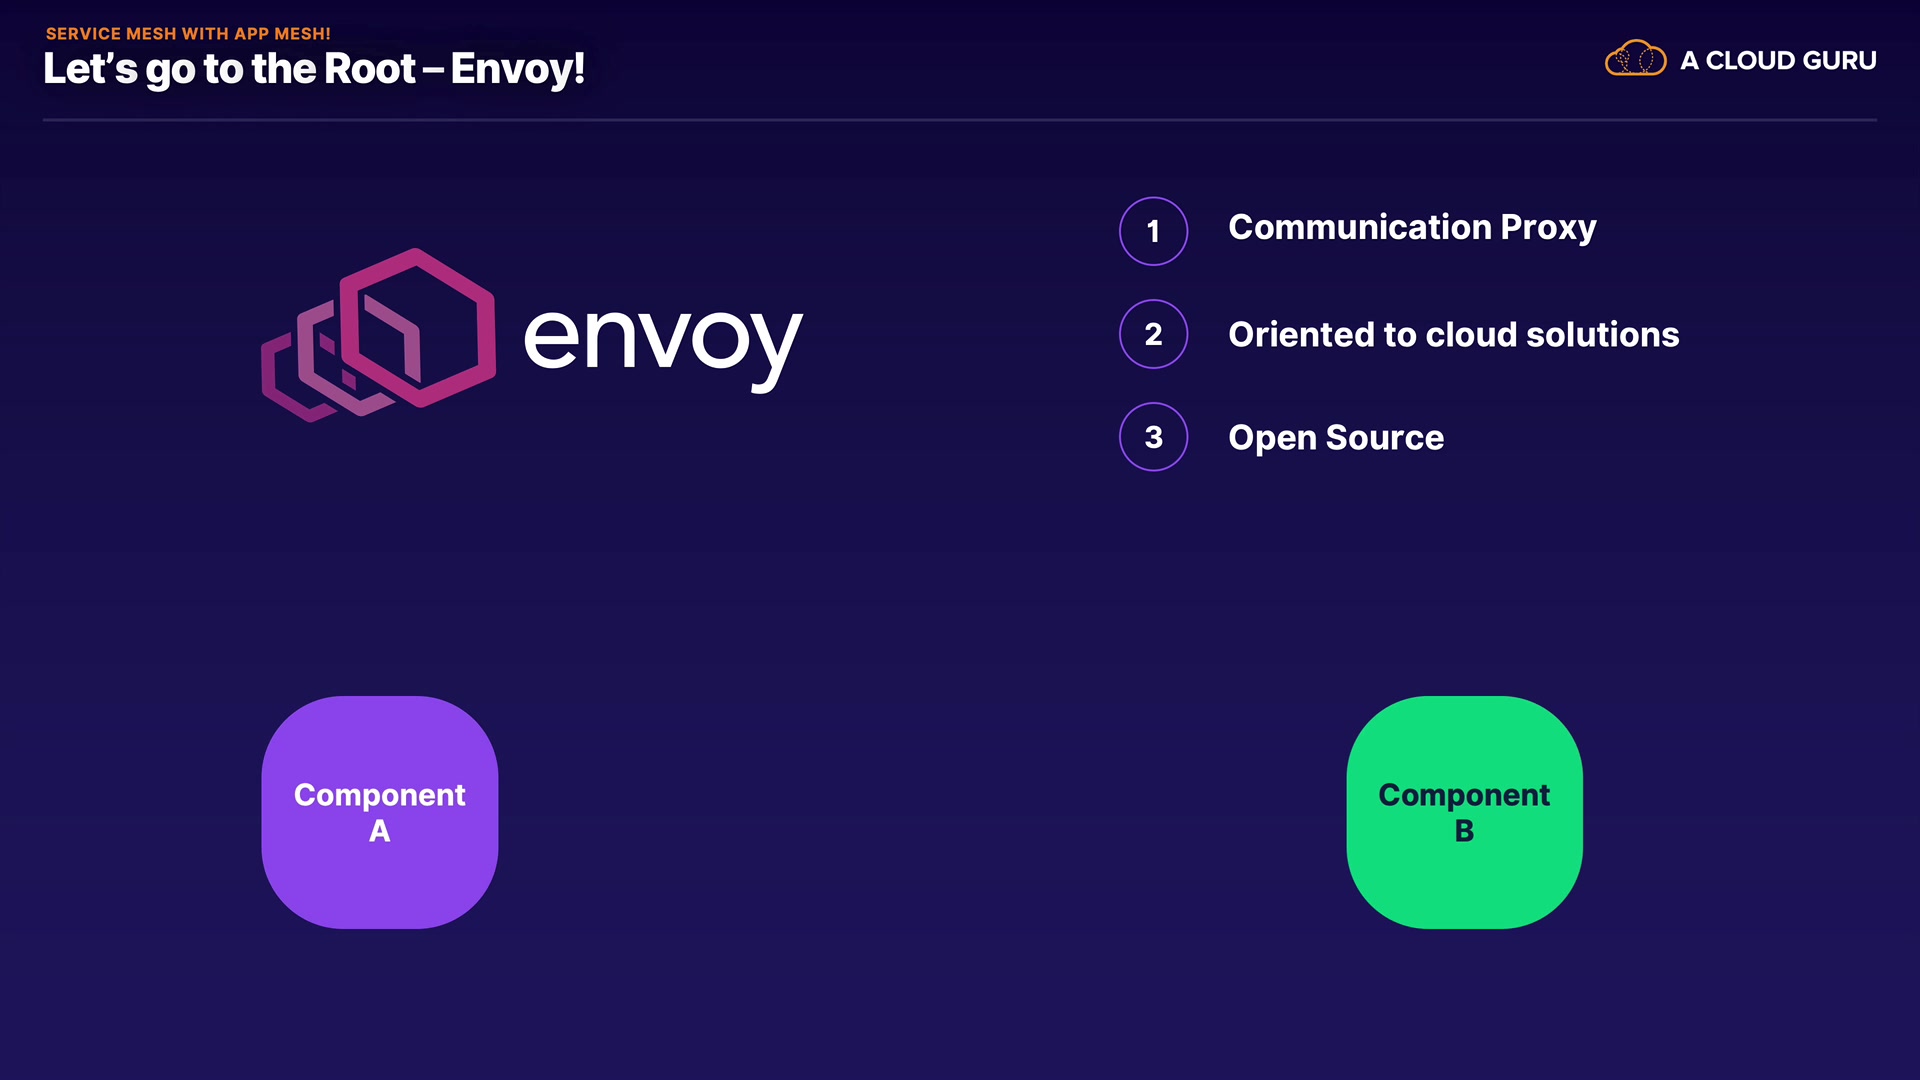 SERVICE MESH WITH APP MESH!
Let’s go to the Root – Envoy!
A CLOUD GURU
envoy
1 Communication Proxy
2 Oriented to cloud solutions
3 Open Source
Component
A
Component
B